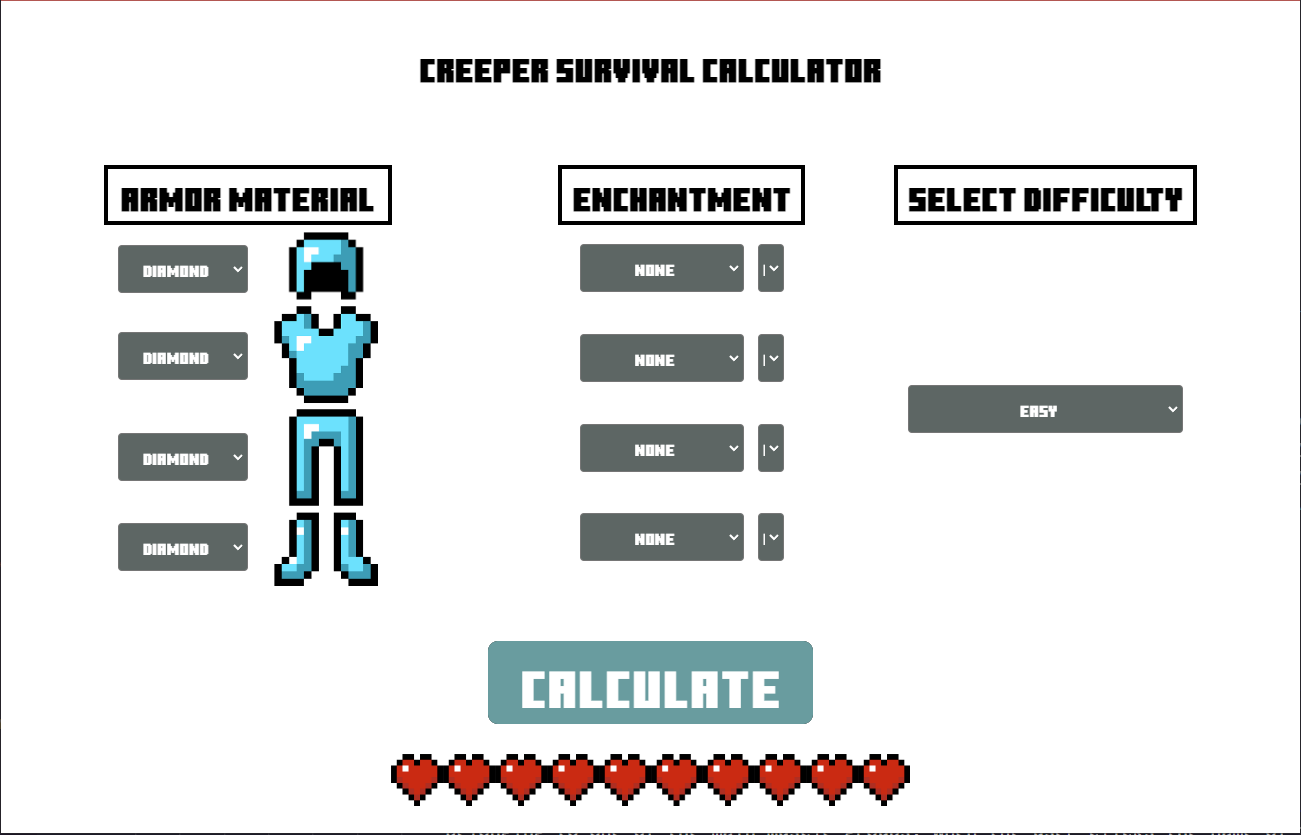 CREEPER SURVIVAL CALCULATOR
ARMOR MATERIAL
ENCHANTMENT
SELECT DIFFICULTY
DIAMOND
NONE
I
DIAMOND
NONE
I
EASY
DIAMOND
NONE
I
DIAMOND
NONE
I
CALCULATE